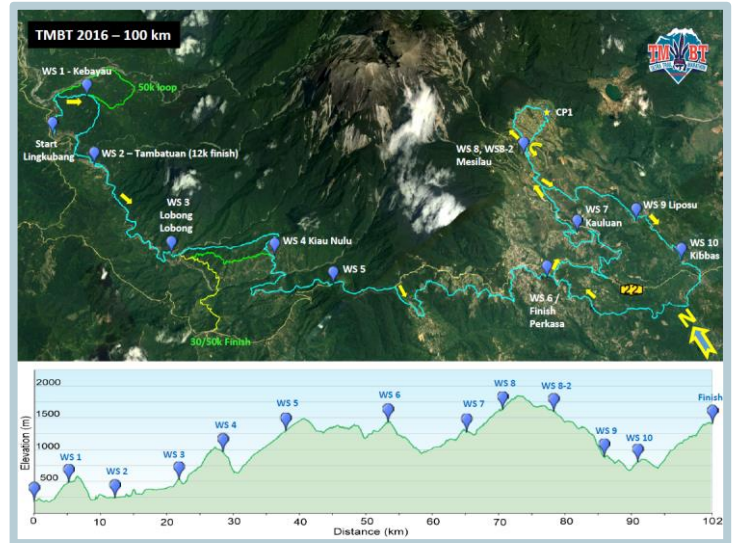 TMBT 2016 – 100 km
TMBT
ULTRA TRAIL MARATHON
WS 1 - Kebayau
50k loop
Start
Lingkubang
WS 2 – Tambatuan (12k finish)
WS 3
Lobong
Lobong
WS 4 Kiau Nulu
WS 5
30/50k Finish
CP1
WS 8, WS8-2
Mesilau
WS 7
Kauluan
WS 9 Liposu
WS 10
Kibbas
WS 6 /
Finish
Perkasa
22
N
2000
1500
1000
500
Elevation (m)
WS 1
WS 2
WS 3
WS 4
WS 5
WS 6
WS 7
WS 8
WS 8-2
WS 9
WS 10
Finish
0 10 20 30 40 50 60 70 80 90 102
Distance (km)